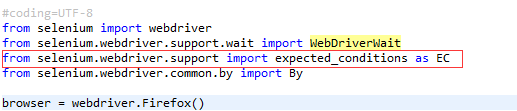 #coding=UTF-8
from selenium import webdriver
from selenium.webdriver.support.wait import WebDriverWait
from selenium.webdriver.support import expected_conditions as EC
from selenium.webdriver.common.by import By
browser = webdriver.Firefox()